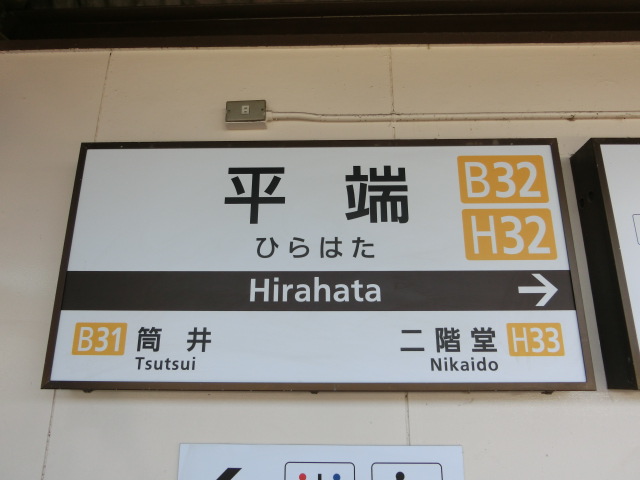 平端 B32
ひらはた H32
Hirahata
B31 筒井 二階堂 H33
Tsutsui Nikaido